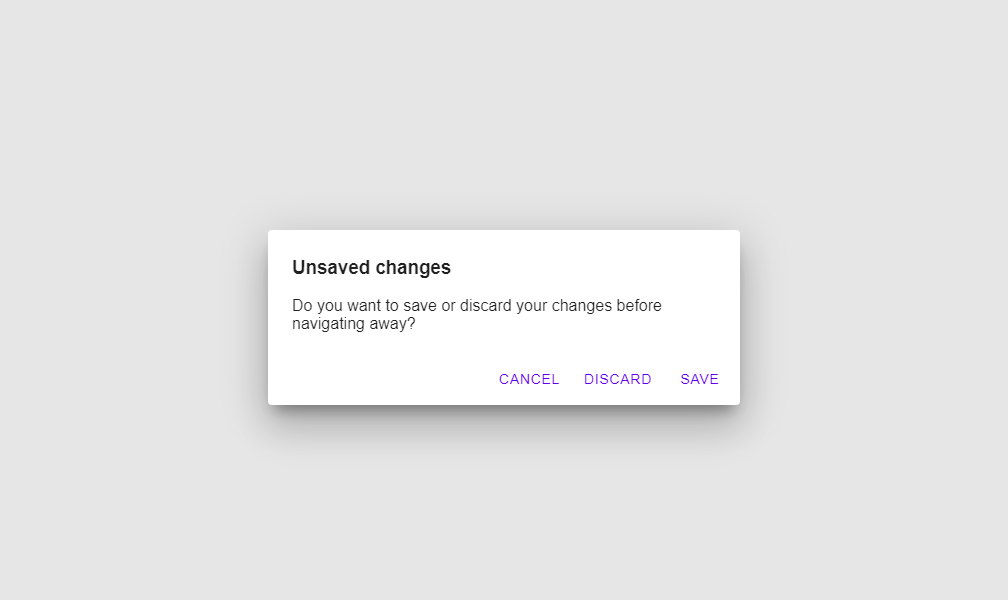 Unsaved changes
Do you want to save or discard your changes before
navigating away?
CANCEL DISCARD SAVE